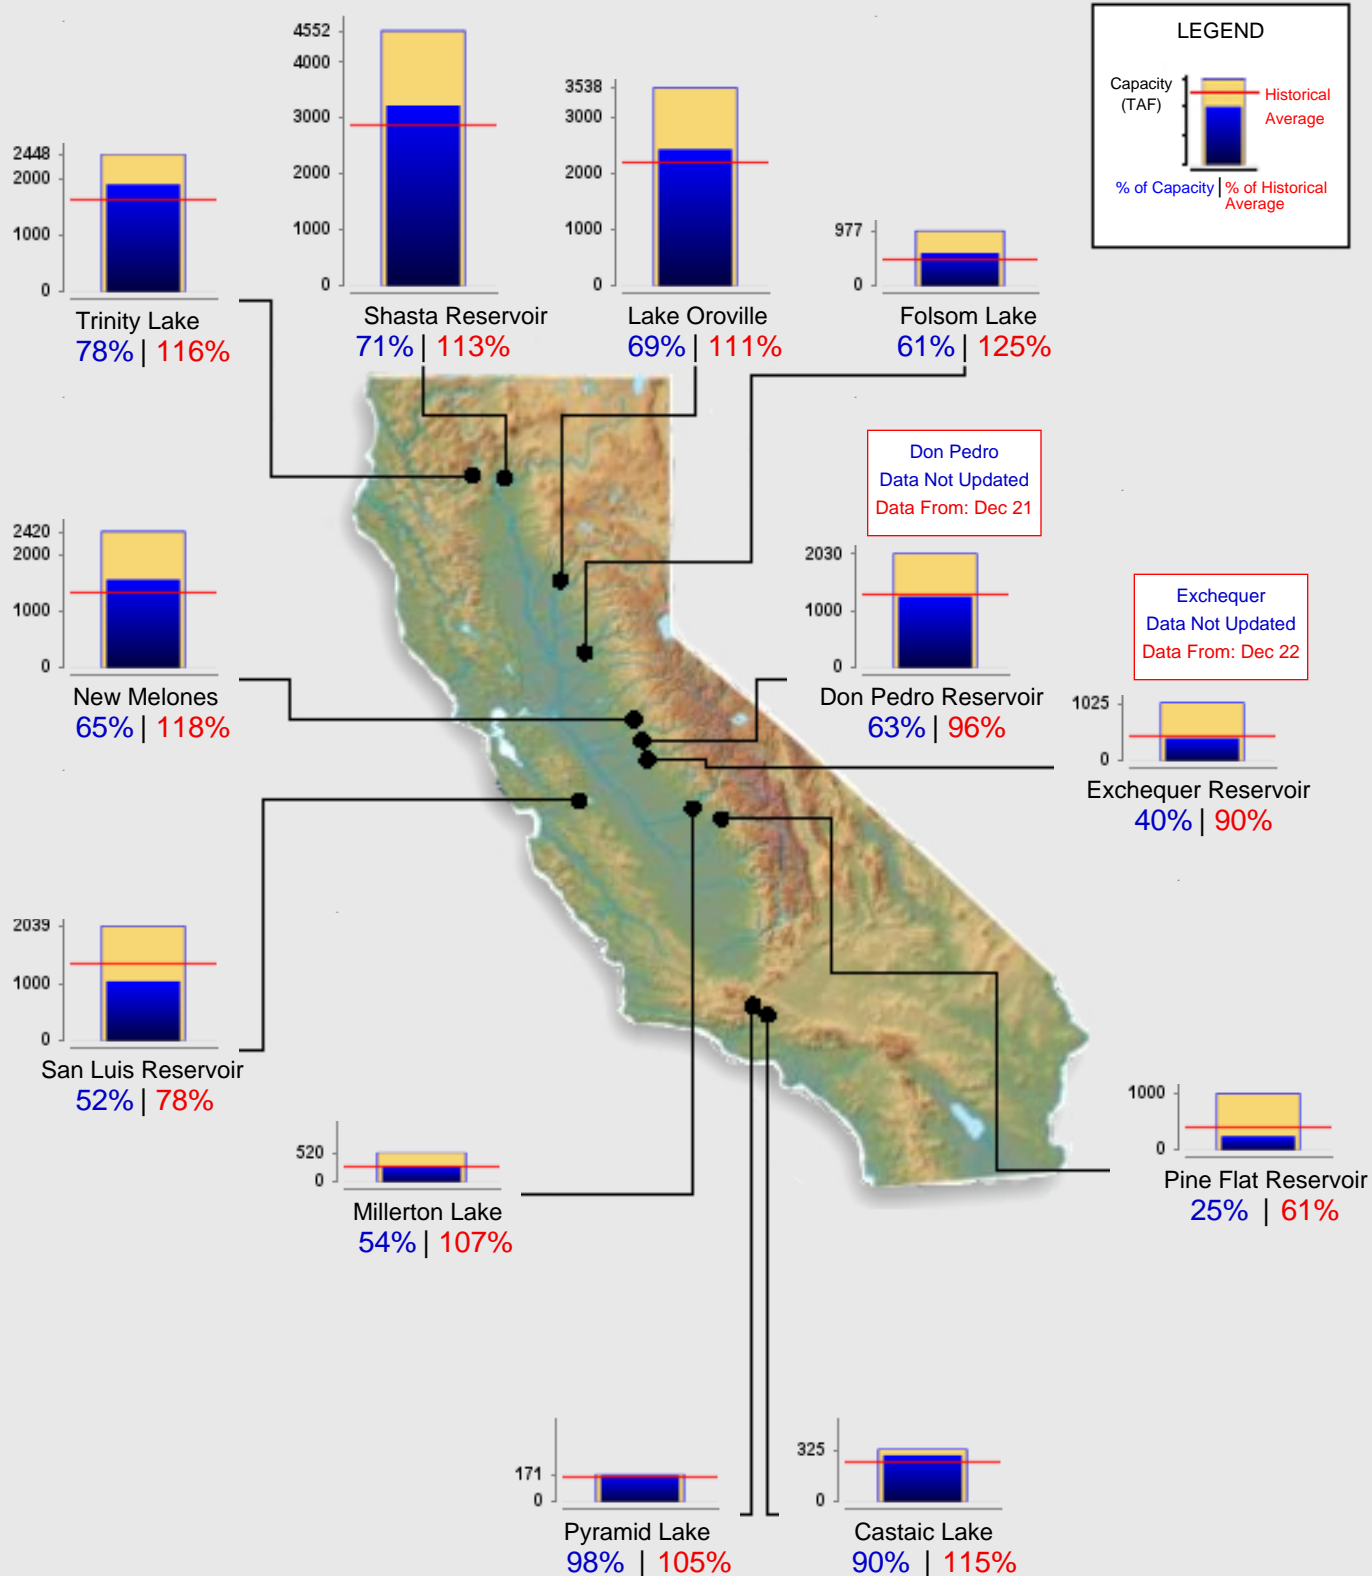 LEGEND
Capacity
(TAF)
Historical
Average
% of Capacity | % of Historical
Average
4552
4000
3000
2000
1000
0
Shasta Reservoir
71% | 113%
3538
3000
2000
1000
0
Lake Oroville
69% | 111%
2448
2000
1000
0
Trinity Lake
78% | 116%
977
0
Folsom Lake
61% | 125%
Don Pedro
Data Not Updated
Data From: Dec 21
2030
1000
0
Don Pedro Reservoir
63% | 96%
2420
2000
1000
0
New Melones
65% | 118%
Exchequer
Data Not Updated
Data From: Dec 22
1025
0
Exchequer Reservoir
40% | 90%
2039
1000
0
San Luis Reservoir
52% | 78%
520
0
Millerton Lake
54% | 107%
1000
0
Pine Flat Reservoir
25% | 61%
171
0
Pyramid Lake
98% | 105%
325
0
Castaic Lake
90% | 115%